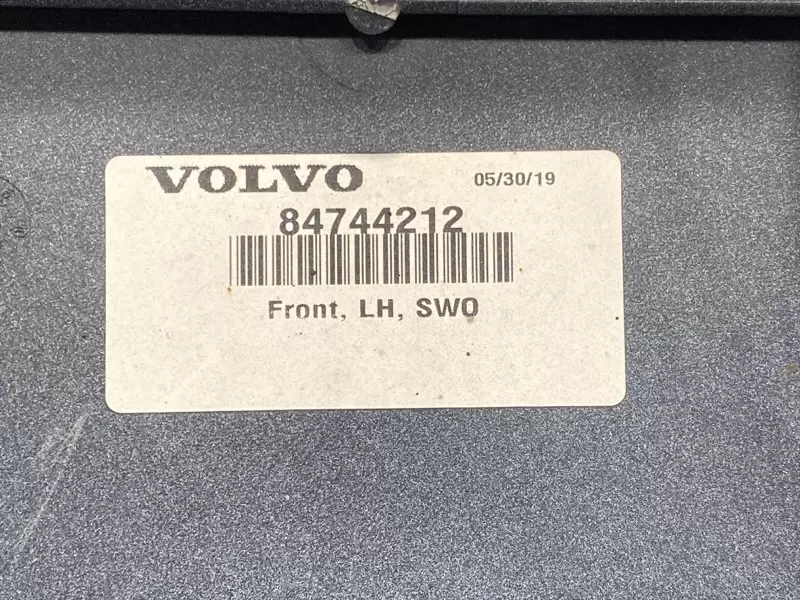 VOLVO 05/30/19
84744212
Front, LH, SWO